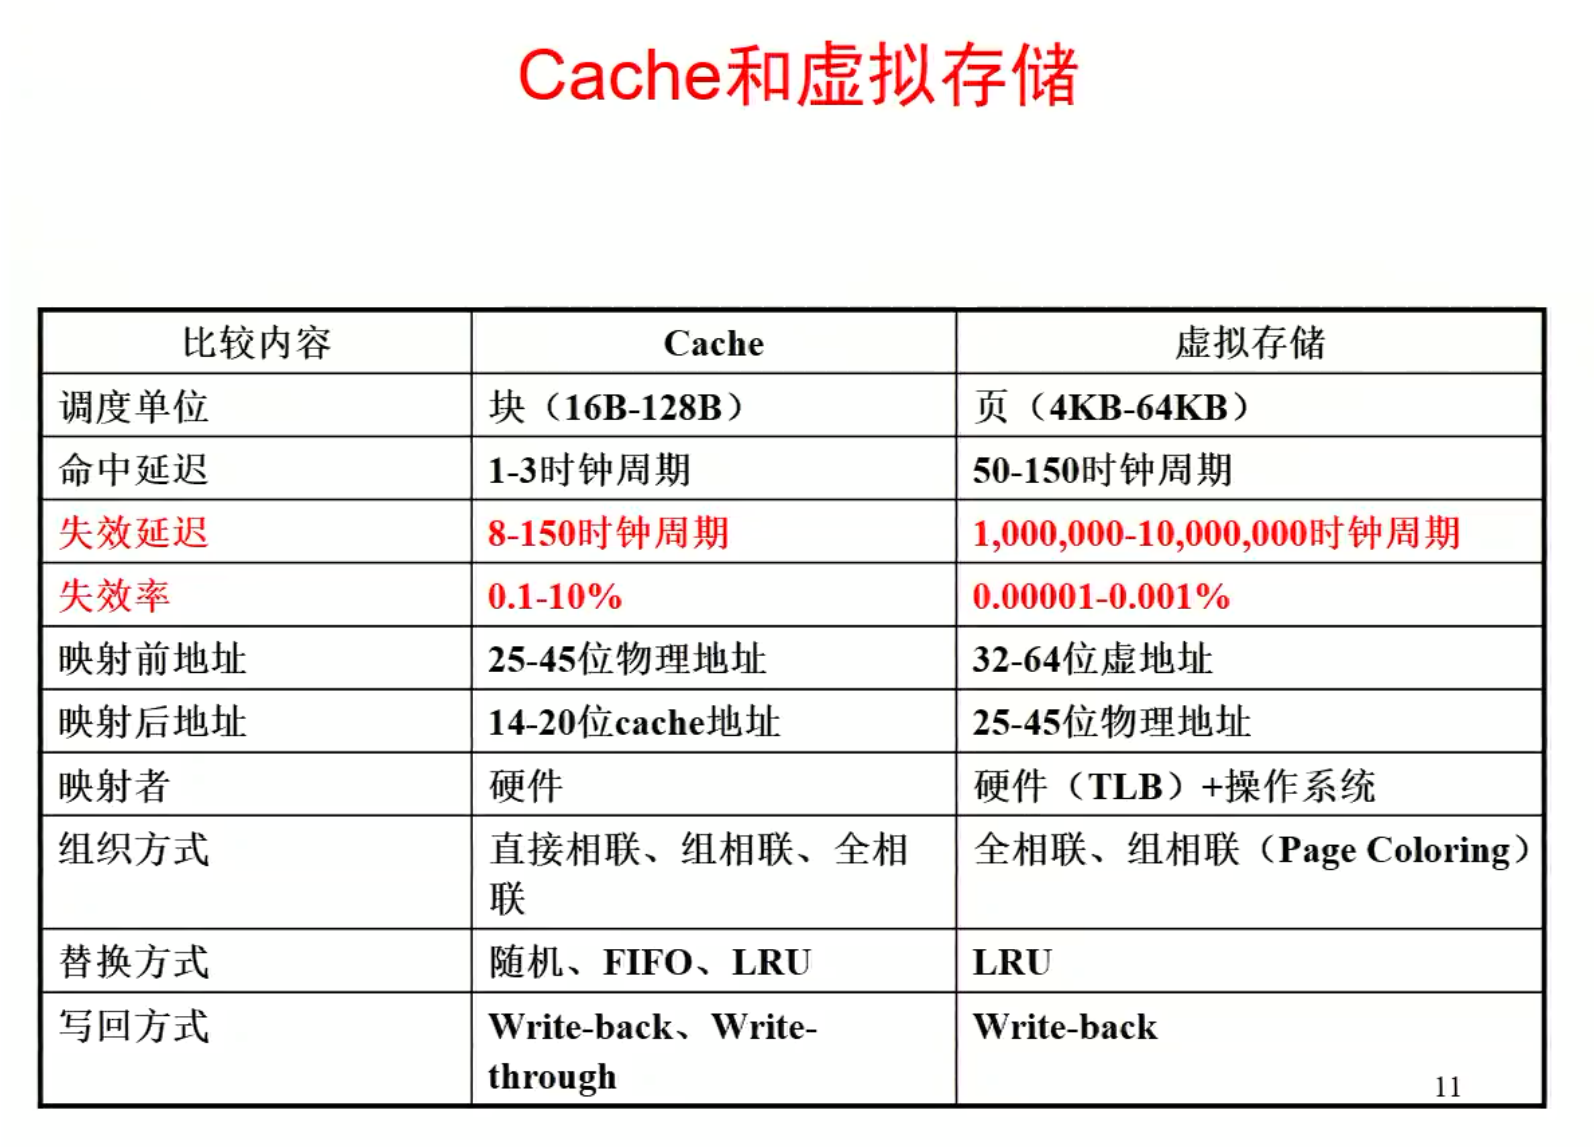 Cache和虚拟存储
比较内容 Cache 虚拟存储
调度单位 块（16B-128B） 页（4KB-64KB）
命中延迟 1-3时钟周期 50-150时钟周期
失效延迟 8-150时钟周期 1,000,000-10,000,000时钟周期
失效率 0.1-10% 0.00001-0.001%
映射前地址 25-45位物理地址 32-64位虚地址
映射后地址 14-20位cache地址 25-45位物理地址
映射者 硬件 硬件（TLB）+操作系统
组织方式 直接相联、组相联、全相 全相联、组相联（Page Coloring）
联
替换方式 随机、FIFO、LRU LRU
写回方式 Write-back、Write- Write-back
through
11